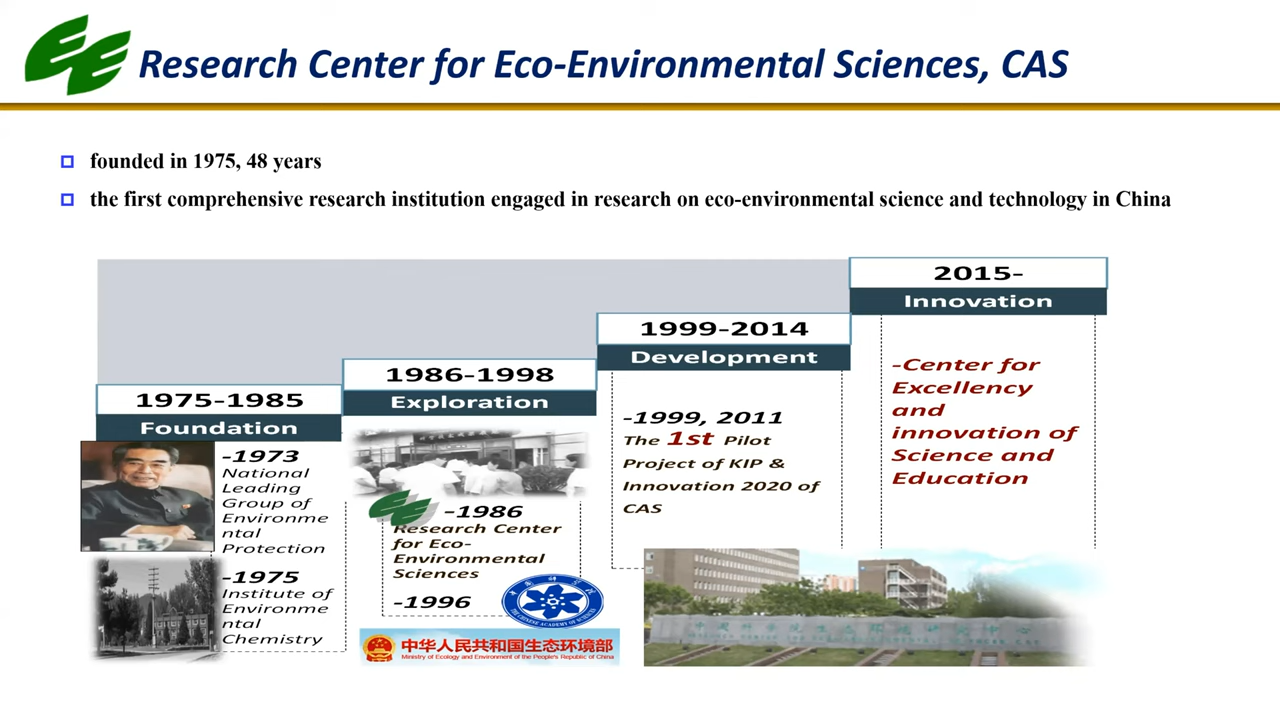 Research Center for Eco-Environmental Sciences, CAS
founded in 1975, 48 years
the first comprehensive research institution engaged in research on eco-environmental science and technology in China
1975-1985
Foundation
-1973
National
Leading
Group of
Environme
ntal
Protection
-1975
Institute of
Environme
ntal
Chemistry
1986-1998
Exploration
-1986
Research Center
for Eco-
Environmental
Sciences
-1996
THE CHINESE ACADEMY OF SCIENCES
中华人民共和国生态环境部
Ministry of Ecology and Environment of the People's Republic of China
1999-2014
Development
-1999, 2011
The 1st Pilot
Project of KIP &
Innovation 2020 of
CAS
2015-
Innovation
-Center for
Excellency
and
innovation of
Science and
Education